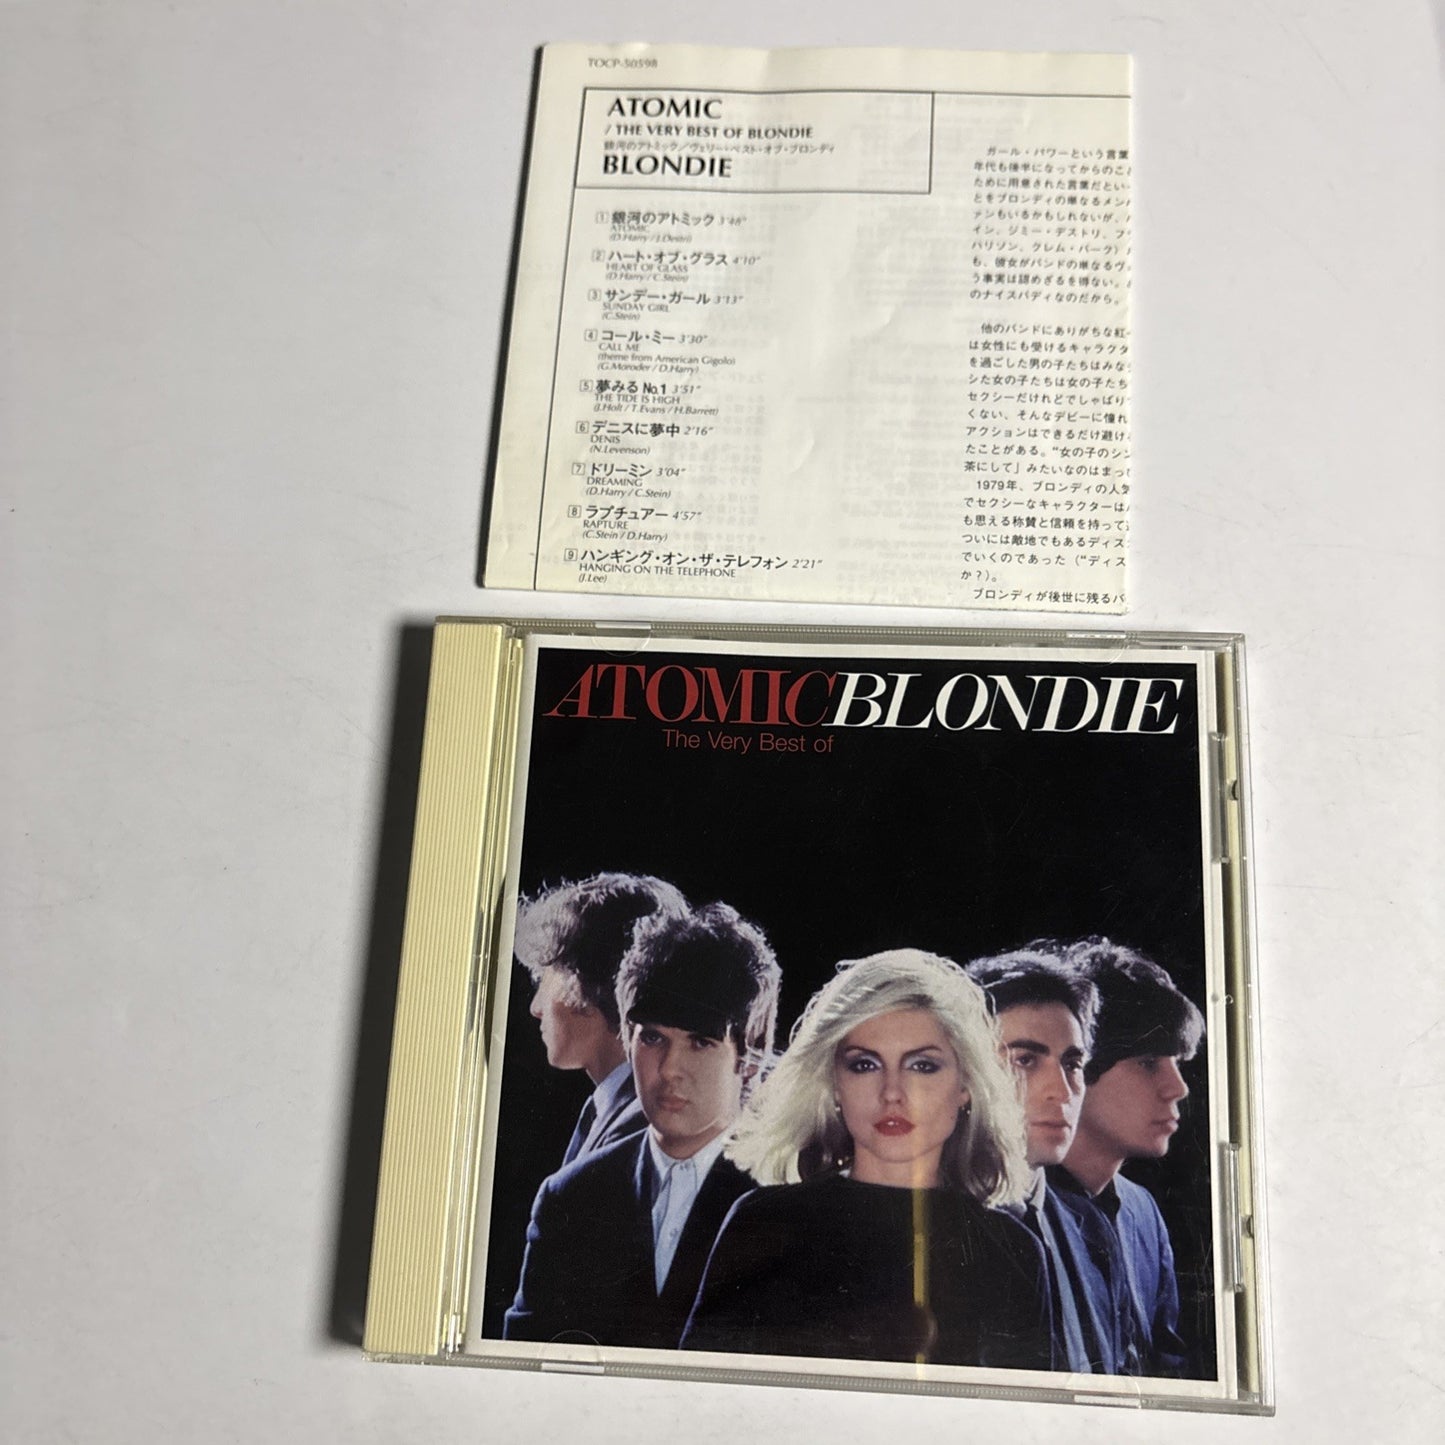 TOCP-50598
ATOMIC
/ THE VERY BEST OF BLONDIE
銀河のアトミック／ヴェリー・ベスト・オブ・ブロンディ
BLONDIE
1 銀河のアトミック 3'48"
ATOMIC
(D.Harry / J.Destri)
2 ハート・オブ・グラス 4'10"
HEART OF GLASS
(D.Harry / C.Stein)
3 サンデー・ガール 3'13"
SUNDAY GIRL
(C.Stein)
4 コール・ミー 3'30"
CALL ME
(theme from American Gigolo)
(G.Moroder / D.Harry)
5 夢みる No.1 3'51"
THE TIDE IS HIGH
(J.Holt / T.Evans / H.Barrett)
6 デニスに夢中 2'16"
DENIS
(N.Levenson)
7 ドリーミン 3'04"
DREAMING
(D.Harry / C.Stein)
8 ラプチュアー 4'57"
RAPTURE
(C.Stein / D.Harry)
9 ハンギング・オン・ザ・テレフォン 2'21"
HANGING ON THE TELEPHONE
(J.Lee)
ガール・パワーという言葉
年代も後半になってからのこと
ために用意された言葉だとい
とをブロンディの単なるメン
ァンもいるかもしれないが、
イン、ジミー・デストリ、フ
ハリソン、クレム・バーク）
も、彼女がバンドの単なるヴ
う事実は認めざるを得ない。
のナイスバディなのだから。
他のバンドにありがちな紅
は女性にも受けるキャラクタ
を過ごした男の子たちはみな
シた女の子たちは女の子たち
セクシーだけれどでしゃばり
くない、そんなデビーに憧れ
アクションはできるだけ避け
たことがある。“女の子のシン
茶にして」みたいなのはまっ
1979年、ブロンディの人気
でセクシーなキャラクターは
も思える称賛と信頼を持って
ついには敵地でもあるディス
でいくのであった（“ディス
か？)。
ブロンディが後世に残るバ
ATOMICBLONDIE
The Very Best of